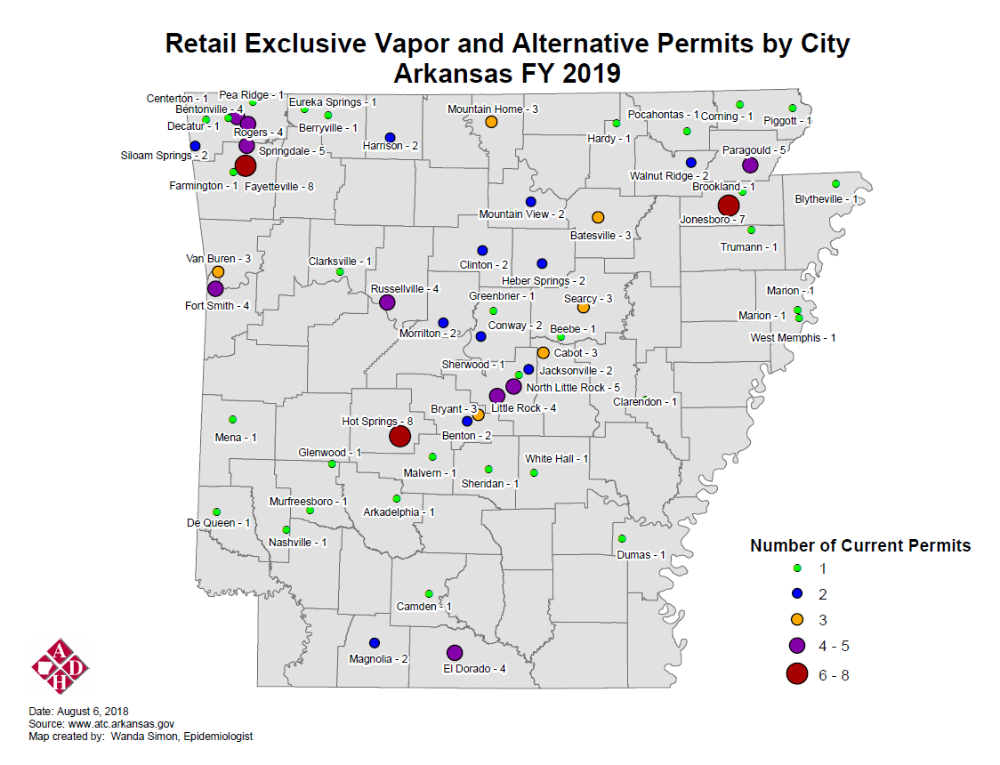 Retail Exclusive Vapor and Alternative Permits by City
Arkansas FY 2019
Centerton - 1
Pea Ridge - 1
Bentonville - 4
Eureka Springs - 1
Mountain Home - 3
Pocahontas - 1
Corning - 1
Piggott - 1
Decatur - 1
Rogers - 4
Berryville - 1
Harrison - 2
Hardy - 1
Siloam Springs - 2
Springdale - 5
Paragould - 5
Walnut Ridge - 2
Farmington - 1
Fayetteville - 8
Brookland - 1
Blytheville - 1
Mountain View - 2
Jonesboro - 7
Batesville - 3
Trumann - 1
Van Buren - 3
Clarksville - 1
Clinton - 2
Heber Springs - 2
Russellville - 4
Greenbrier - 1
Searcy - 3
Marion - 1
Fort Smith - 4
Marion - 1
Morrilton - 2
Conway - 2
Beebe - 1
West Memphis - 1
Cabot - 3
Sherwood - 1
Jacksonville - 2
North Little Rock - 5
Clarendon - 1
Bryant - 3
Little Rock - 4
Hot Springs - 8
Mena - 1
Benton - 2
Glenwood - 1
White Hall - 1
Malvern - 1
Sheridan - 1
Murfreesboro - 1
Arkadelphia - 1
De Queen - 1
Nashville - 1
Dumas - 1
Camden - 1
Magnolia - 2
El Dorado - 4
Number of Current Permits
1
2
3
4 - 5
6 - 8
A
D
H
Date: August 6, 2018
Source: www.atc.arkansas.gov
Map created by: Wanda Simon, Epidemiologist